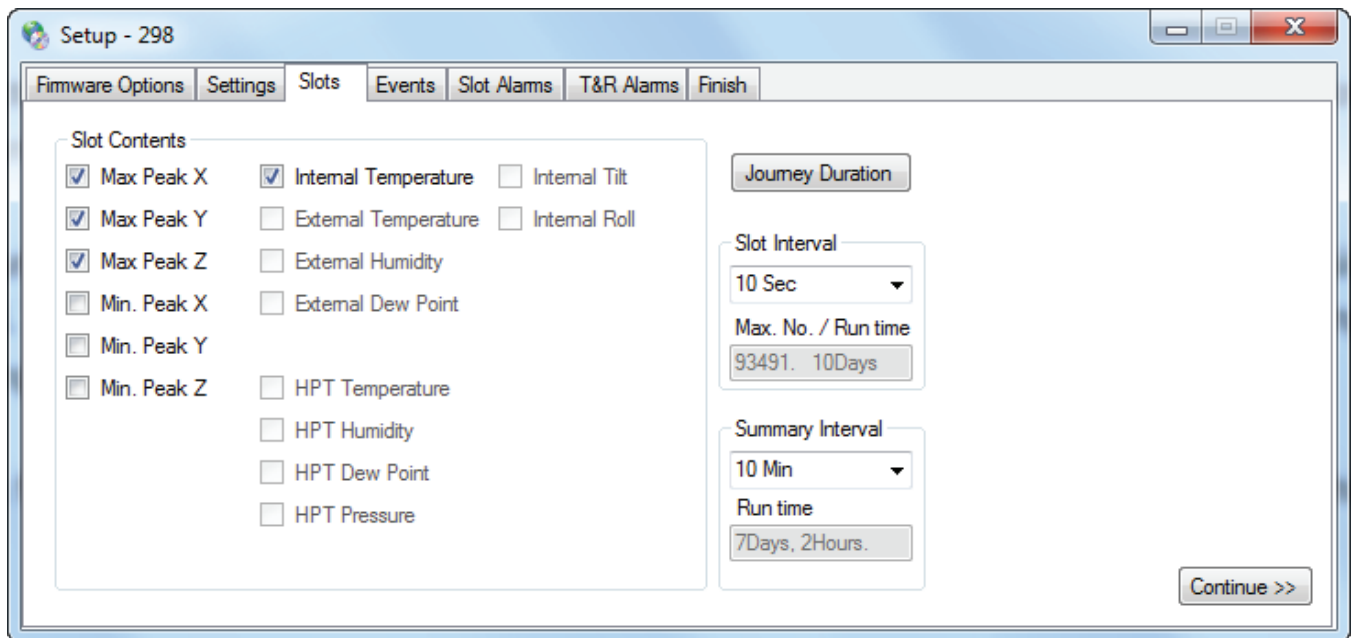 Setup - 298
Firmware Options Settings Slots Events Slot Alarms T&R Alarms Finish
Slot Contents
Max Peak X Internal Temperature Internal Tilt
Max Peak Y External Temperature Internal Roll
Max Peak Z External Humidity
Min. Peak X External Dew Point
Min. Peak Y
Min. Peak Z HPT Temperature
HPT Humidity
HPT Dew Point
HPT Pressure
Journey Duration
Slot Interval
10 Sec
Max. No. / Run time
93491. 10Days
Summary Interval
10 Min
Run time
7Days, 2Hours.
Continue >>